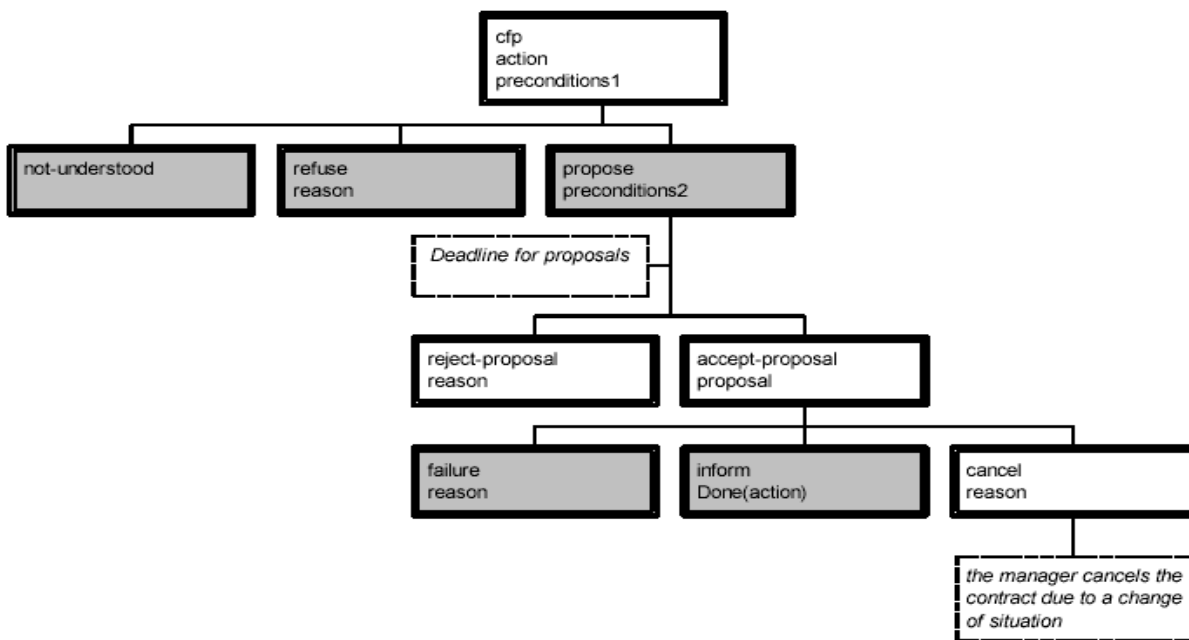 cfp
action
preconditions1
not-understood
refuse
reason
propose
preconditions2
Deadline for proposals
reject-proposal
reason
accept-proposal
proposal
failure
reason
inform
Done(action)
cancel
reason
the manager cancels the
contract due to a change
of situation